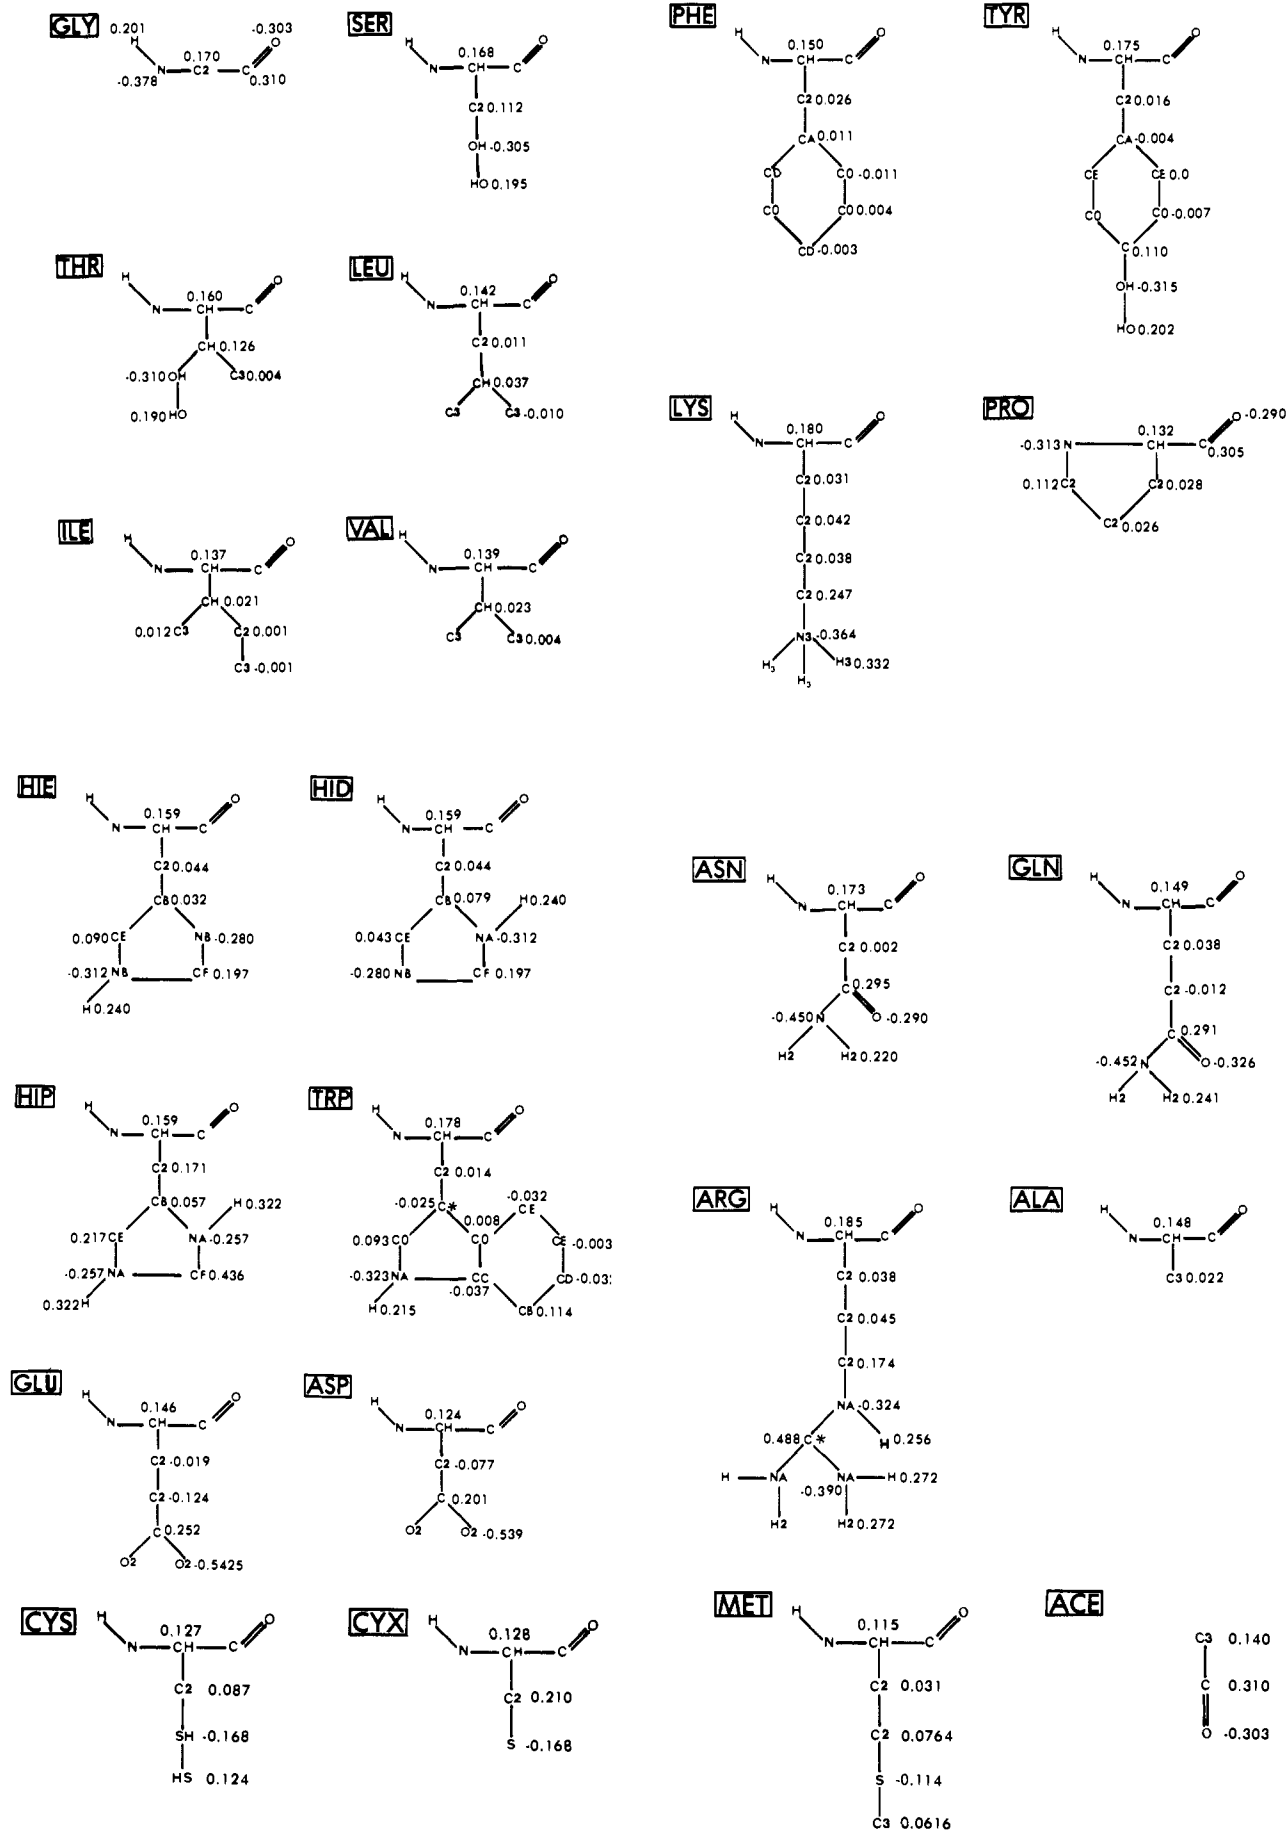 GLY
0.201 -0.303
H O
0.170
N C2 C
-0.378 0.310
SER
H O
0.168
N CH C
C2 0.112
OH -0.305
HO 0.195
PHE
H O
0.150
N CH C
C2 0.026
CA 0.011
CD CD -0.011
CD CD 0.004
CD -0.003
TYR
H O
0.175
N CH C
C2 0.016
CA -0.004
CE CE 0.0
CD CD -0.007
C 0.110
OH -0.315
HO 0.202
THR
H O
0.160
N CH C
CH 0.126
-0.310 OH C3 0.004
0.190 HO
LEU
H O
0.142
N CH C
C2 0.011
CH 0.037
C3 C3 -0.010
LYS
H O
0.180
N CH C
C2 0.031
C2 0.042
C2 0.038
C2 0.247
N3 -0.364
H3 H3 0.332
H3
PRO
O -0.290
0.132
-0.313 N CH C
0.305
0.112 C2 C2 0.028
C2 0.026
ILE
H O
0.137
N CH C
CH 0.021
0.012 C3 C2 0.001
C3 -0.001
VAL
H O
0.139
N CH C
CH 0.023
C3 C3 0.004
HIE
H O
0.159
N CH C
C2 0.044
CB 0.032
0.090 CE NB -0.280
-0.312 NB CF 0.197
H 0.240
HID
H O
0.159
N CH C
C2 0.044
CB 0.079 H 0.240
0.043 CE NA -0.312
-0.280 NB CF 0.197
ASN
H O
0.173
N CH C
C2 0.002
C 0.295
-0.450 N O -0.290
H2 H2 0.220
GLN
H O
0.149
N CH C
C2 0.038
C2 -0.012
C 0.291
-0.452 N O -0.326
H2 H2 0.241
HIP
H O
0.159
N CH C
C2 0.171
CB 0.057 H 0.322
0.217 CE NA -0.257
-0.257 NA CF 0.436
0.322 H
TRP
H O
0.178
N CH C
C2 0.014
-0.025 C* -0.032
CE
0.008
0.093 CD CD CE -0.003
-0.323 NA CC CD -0.03
-0.037
H 0.215 CB 0.114
ARG
H O
0.185
N CH C
C2 0.038
C2 0.045
C2 0.174
NA -0.324
0.488 C* H 0.256
H NA NA H 0.272
-0.390
H2 H2 0.272
ALA
H O
0.148
N CH C
C3 0.022
GLU
H O
0.146
N CH C
C2 -0.019
C2 -0.124
C 0.252
O2 O2 -0.5425
ASP
H O
0.124
N CH C
C2 -0.077
C 0.201
O2 O2 -0.539
CYS
H O
0.127
N CH C
C2 0.087
SH -0.168
HS 0.124
CYX
H O
0.128
N CH C
C2 0.210
S -0.168
MET
H O
0.115
N CH C
C2 0.031
C2 0.0764
S -0.114
C3 0.0616
ACE
C3 0.140
C 0.310
O -0.303